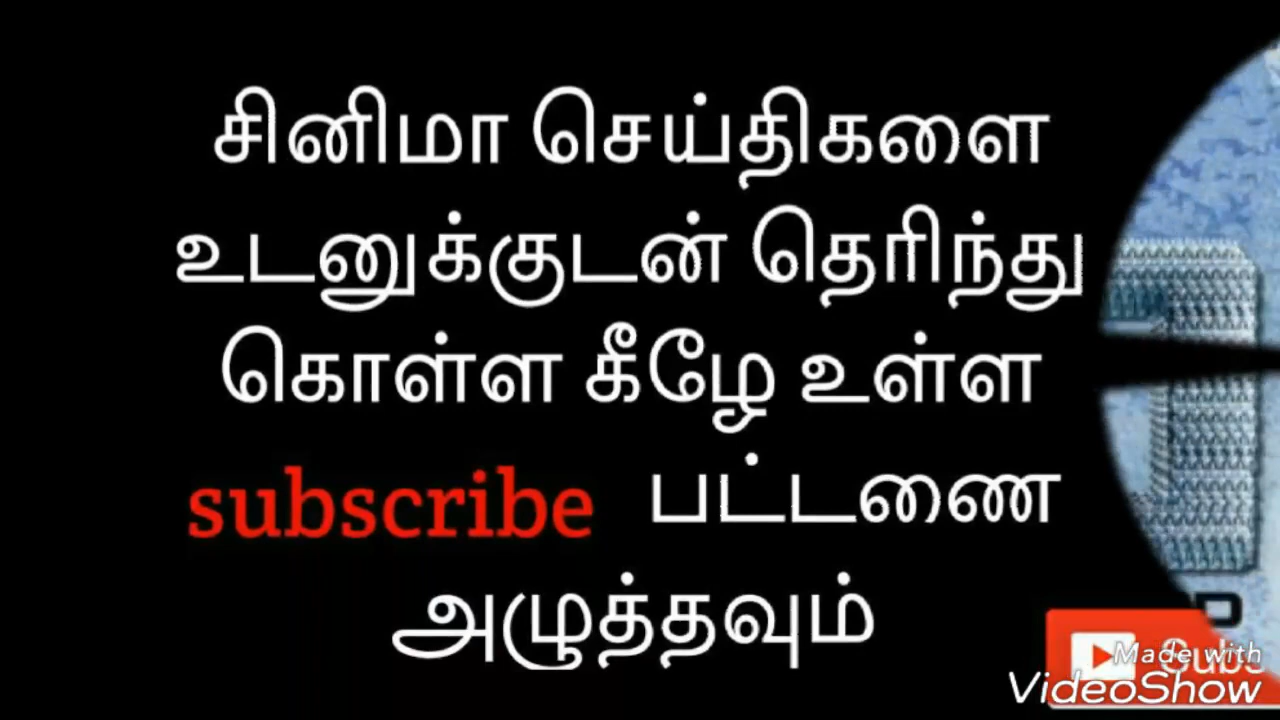 சினிமா செய்திகளை
உடனுக்குடன் தெரிந்து
கொள்ள கீழே உள்ள
subscribe பட்டணை
அழுத்தவும்
Made with
VideoShow